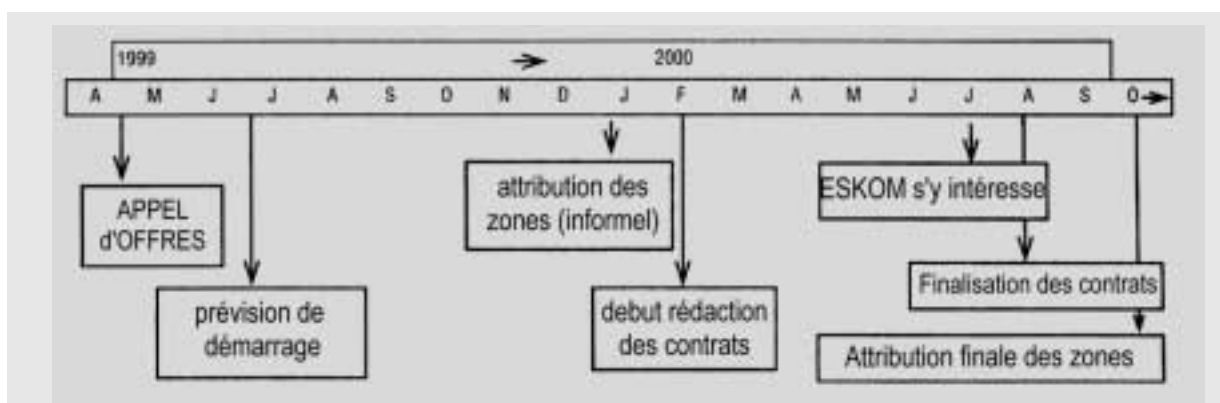 1999 2000
A M J J A S O N D J F M A M J J A S O
APPEL
d'OFFRES
prévision de
démarrage
attribution des
zones (informel)
debut rédaction
des contrats
ESKOM s'y intéresse
Finalisation des contrats
Attribution finale des zones